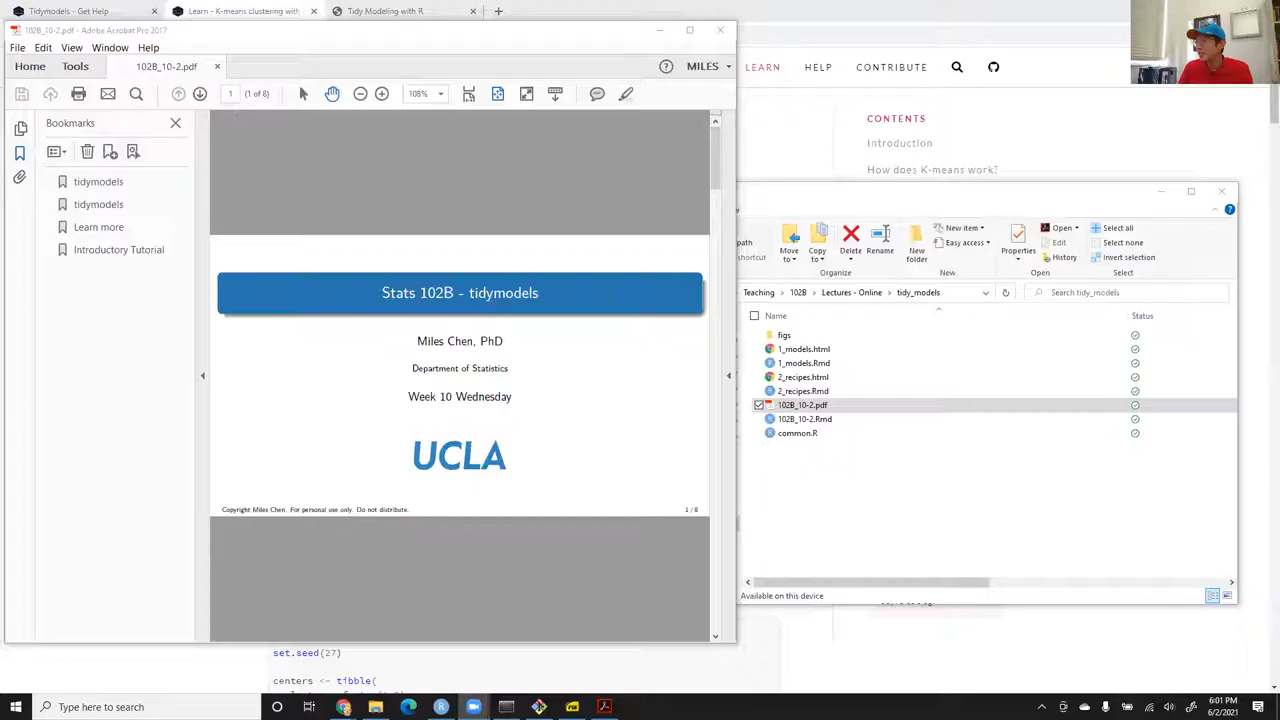 Tidymodels - Get Help
Learn - K-means clustering with
Tidy Modeling with R
102B_10-2.pdf - Adobe Acrobat Pro 2017
File Edit View Window Help
Home Tools 102B_10-2.pdf
MILES
1 (1 of 8) 108%
LEARN HELP CONTRIBUTE
Bookmarks
tidymodels
tidymodels
Learn more
Introductory Tutorial
Stats 102B - tidymodels
Miles Chen, PhD
Department of Statistics
Week 10 Wednesday
UCLA
Copyright Miles Chen. For personal use only. Do not distribute.
1 / 8
CONTENTS
Introduction
How does K-means work?
Move to Copy to Delete Rename New folder
New item
Easy access
Properties
Open
Edit
History
Select all
Select none
Invert selection
path
shortcut
Organize New Open Select
Teaching 102B Lectures - Online tidy_models
Search tidy_models
Name Status
figs
1_models.html
1_models.Rmd
2_recipes.html
2_recipes.Rmd
102B_10-2.pdf
102B_10-2.Rmd
common.R
Available on this device
set.seed(27)
centers <- tibble(
Type here to search
6:01 PM
6/2/2021